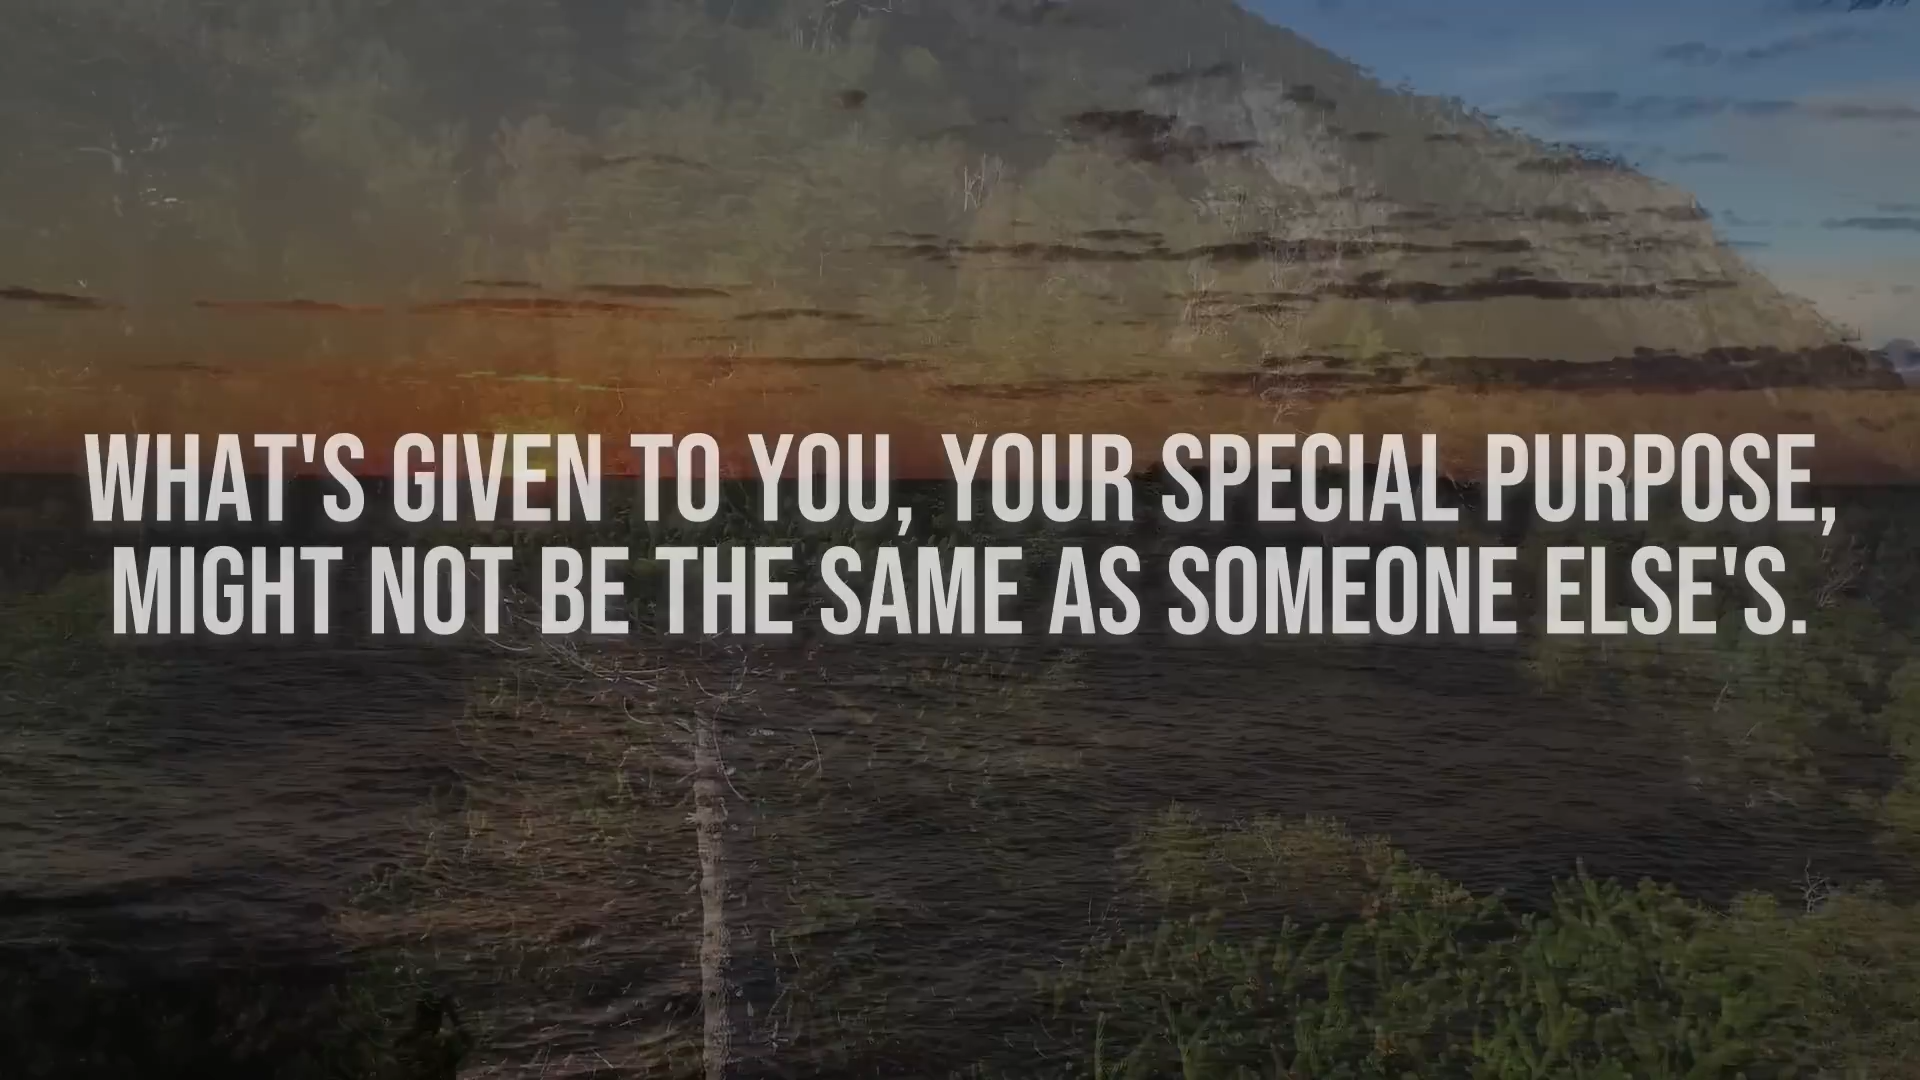 WHAT'S GIVEN TO YOU, YOUR SPECIAL PURPOSE,
MIGHT NOT BE THE SAME AS SOMEONE ELSE'S.